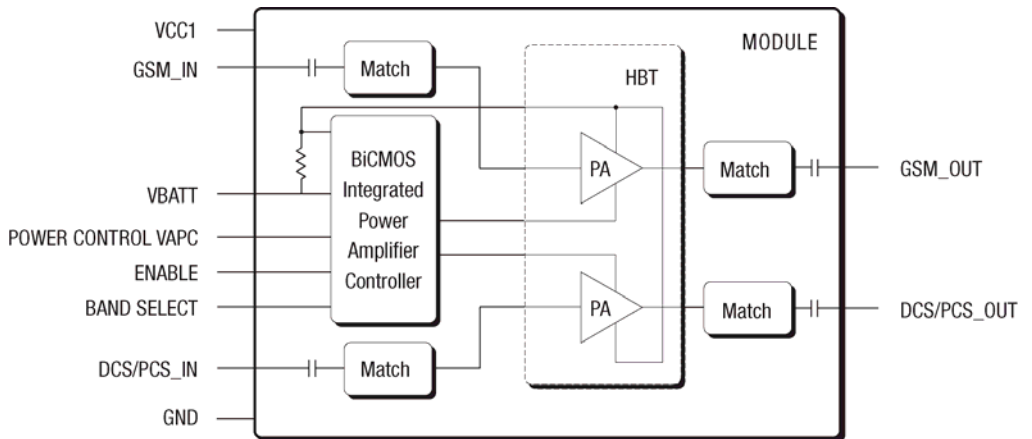 VCC1
GSM_IN
VBATT
POWER CONTROL VAPC
ENABLE
BAND SELECT
DCS/PCS_IN
GND
Match
BiCMOS
Integrated
Power
Amplifier
Controller
Match
MODULE
HBT
PA
PA
Match
Match
GSM_OUT
DCS/PCS_OUT